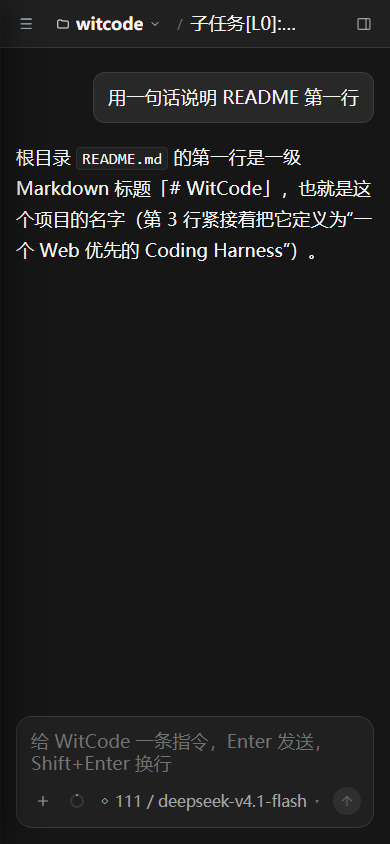 witcode / 子任务[L0]:...
用一句话说明 README 第一行
根目录 README.md 的第一行是一级
Markdown 标题「# WitCode」，也就是这
个项目的名字（第 3 行紧接着把它定义为“一
个 Web 优先的 Coding Harness”）。
给 WitCode 一条指令，Enter 发送，
Shift+Enter 换行
111 / deepseek-v4.1-flash